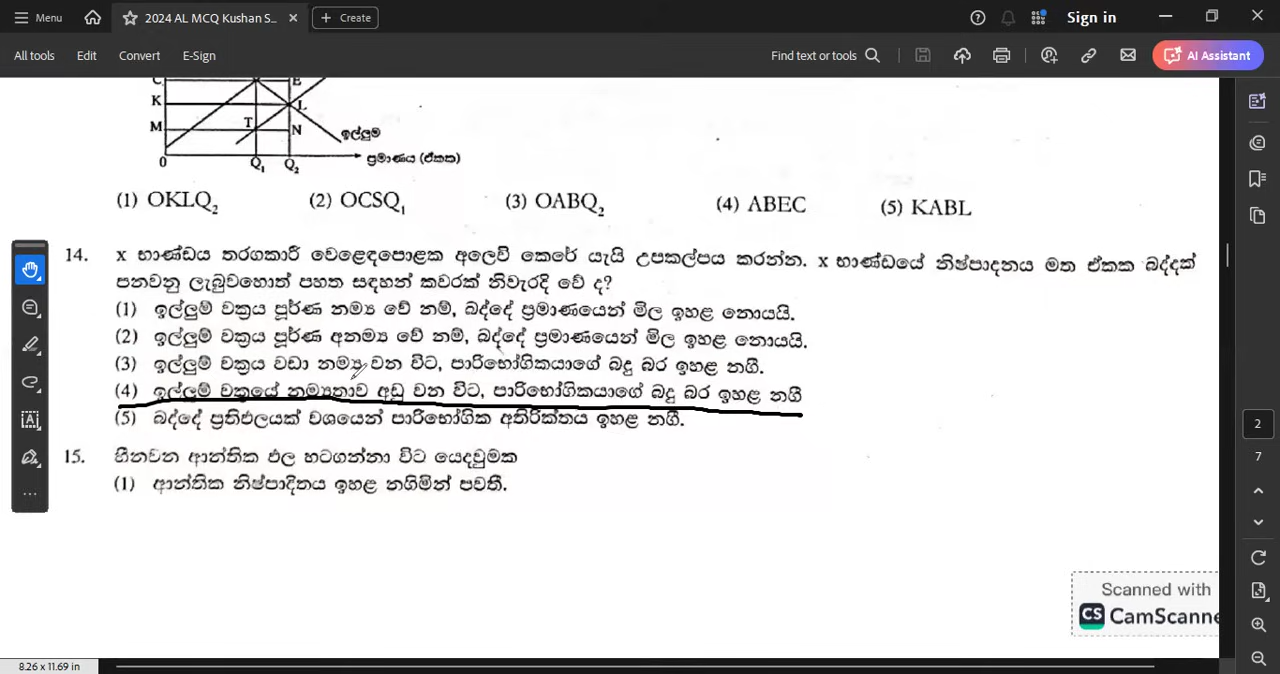 Menu
2024 AL MCQ Kushan S...
Create
Sign in
All tools
Edit
Convert
E-Sign
Find text or tools
AI Assistant
C
E
K
L
M
T
N
ඉල්ලුම
0
Q₁
Q₂
ප්‍රමාණය (ඒකක)
(1) OKLQ₂
(2) OCSQ₁
(3) OABQ₂
(4) ABEC
(5) KABL
14. x භාණ්ඩය තරගකාරී වෙළෙඳපොළක අලෙවි කෙරේ යැයි උපකල්පය කරන්න. x භාණ්ඩයේ නිෂ්පාදනය මත ඒකක බද්දක්
පනවනු ලැබුවහොත් පහත සඳහන් කවරක් නිවැරදි වේ ද?
(1) ඉල්ලුම් වක්‍රය පූර්ණ නම්‍ය වේ නම්, බද්දේ ප්‍රමාණයෙන් මිල ඉහළ නොයයි.
(2) ඉල්ලුම් වක්‍රය පූර්ණ අනම්‍ය වේ නම්, බද්දේ ප්‍රමාණයෙන් මිල ඉහළ නොයයි.
(3) ඉල්ලුම් වක්‍රය වඩා නම්‍ය වන විට, පාරිභෝගිකයාගේ බදු බර ඉහළ නගී.
(4) ඉල්ලුම් වක්‍රයේ නම්‍යතාව අඩු වන විට, පාරිභෝගිකයාගේ බදු බර ඉහළ නගී
(5) බද්දේ ප්‍රතිඵලයක් වශයෙන් පාරිභෝගික අතිරික්තය ඉහළ නගී.
15. හීනවන ආන්තික ඵල හටගන්නා විට යෙදවුමක
(1) ආන්තික නිෂ්පාදිතය ඉහළ නගිමින් පවතී.
2
7
Scanned with
CS CamScanne
8.26 x 11.69 in